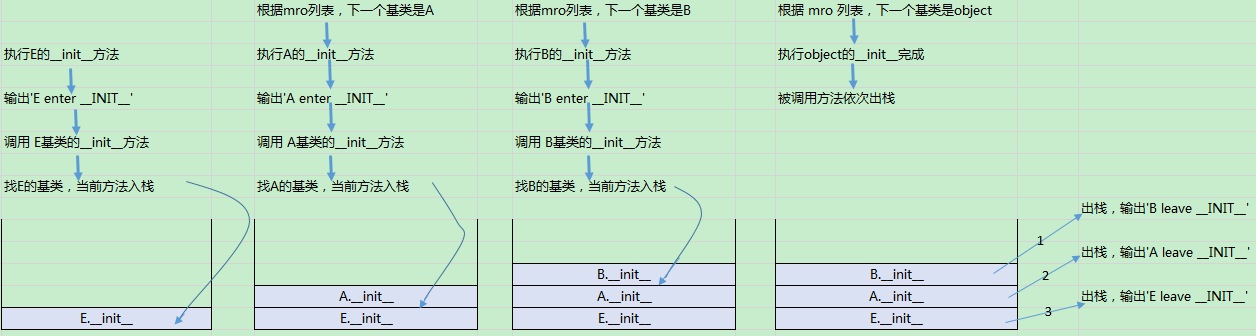 执行E的__init__方法
输出'E enter __INIT__'
调用 E基类的__init__方法
找E的基类，当前方法入栈
E.__init__
根据mro列表，下一个基类是A
执行A的__init__方法
输出'A enter __INIT__'
调用 A基类的__init__方法
找A的基类，当前方法入栈
A.__init__
E.__init__
根据mro列表，下一个基类是B
执行B的__init__方法
输出'B enter __INIT__'
调用 B基类的__init__方法
找B的基类，当前方法入栈
B.__init__
A.__init__
E.__init__
根据 mro 列表，下一个基类是object
执行object的__init__完成
被调用方法依次出栈
B.__init__
A.__init__
E.__init__
1
出栈，输出'B leave __INIT__'
2
出栈，输出'A leave __INIT__'
3
出栈，输出'E leave __INIT__'